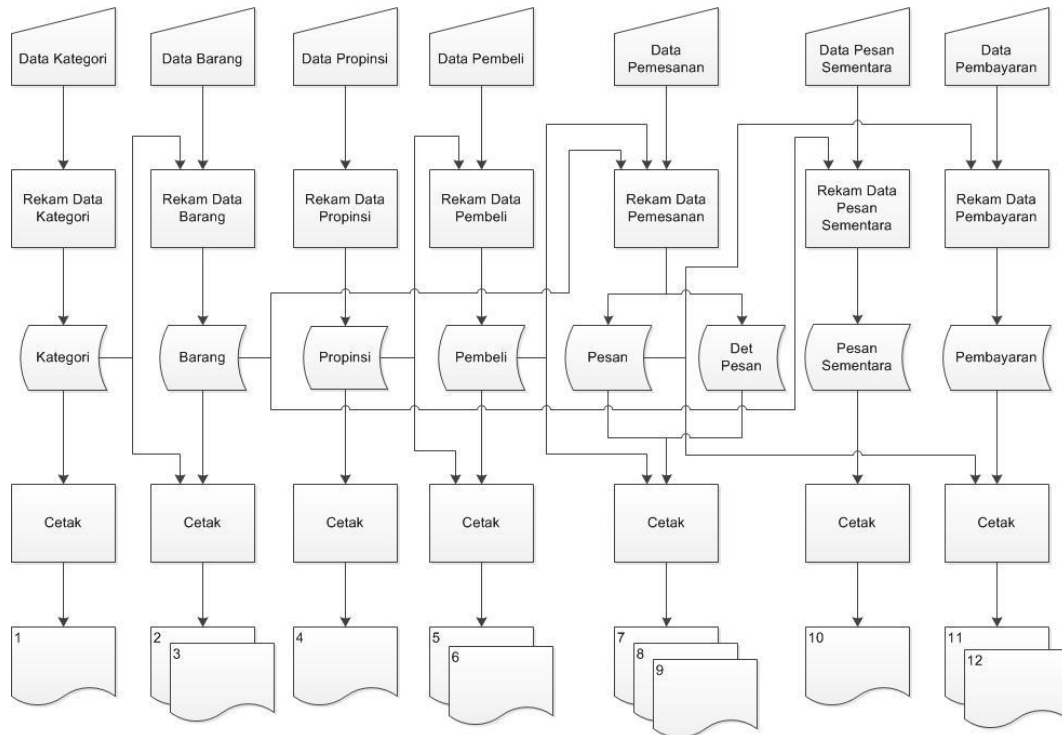 Data Kategori
Data Barang
Data Propinsi
Data Pembeli
Data
Pemesanan
Data Pesan
Sementara
Data
Pembayaran
Rekam Data
Kategori
Rekam Data
Barang
Rekam Data
Propinsi
Rekam Data
Pembeli
Rekam Data
Pemesanan
Rekam Data
Pesan
Sementara
Rekam Data
Pembayaran
Kategori
Barang
Propinsi
Pembeli
Pesan
Det
Pesan
Pesan
Sementara
Pembayaran
Cetak
Cetak
Cetak
Cetak
Cetak
Cetak
Cetak
1
2
3
4
5
6
7
8
9
10
11
12